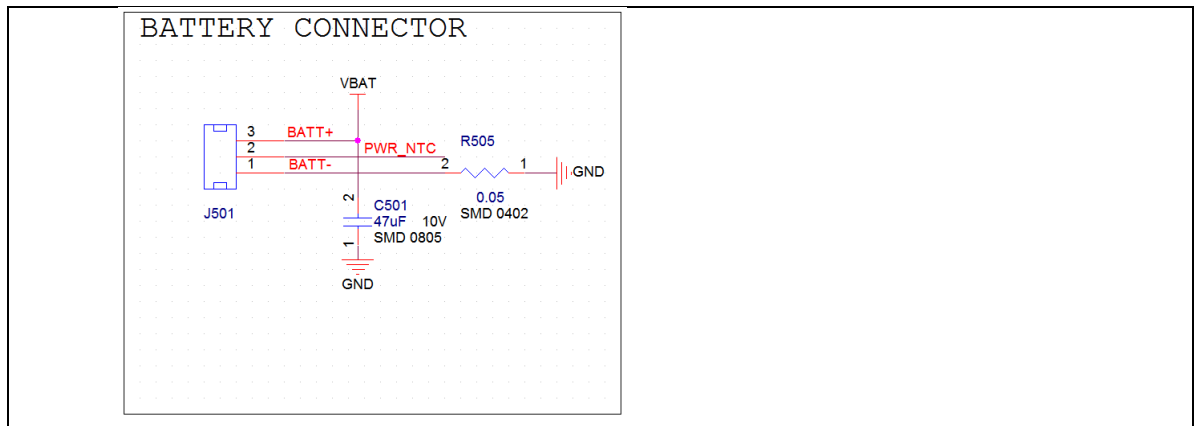 BATTERY CONNECTOR
VBAT
3 BATT+
2 PWR_NTC
1 BATT-
J501
R505
2 1
GND
0.05
SMD 0402
2
C501
47uF 10V
SMD 0805
1
GND